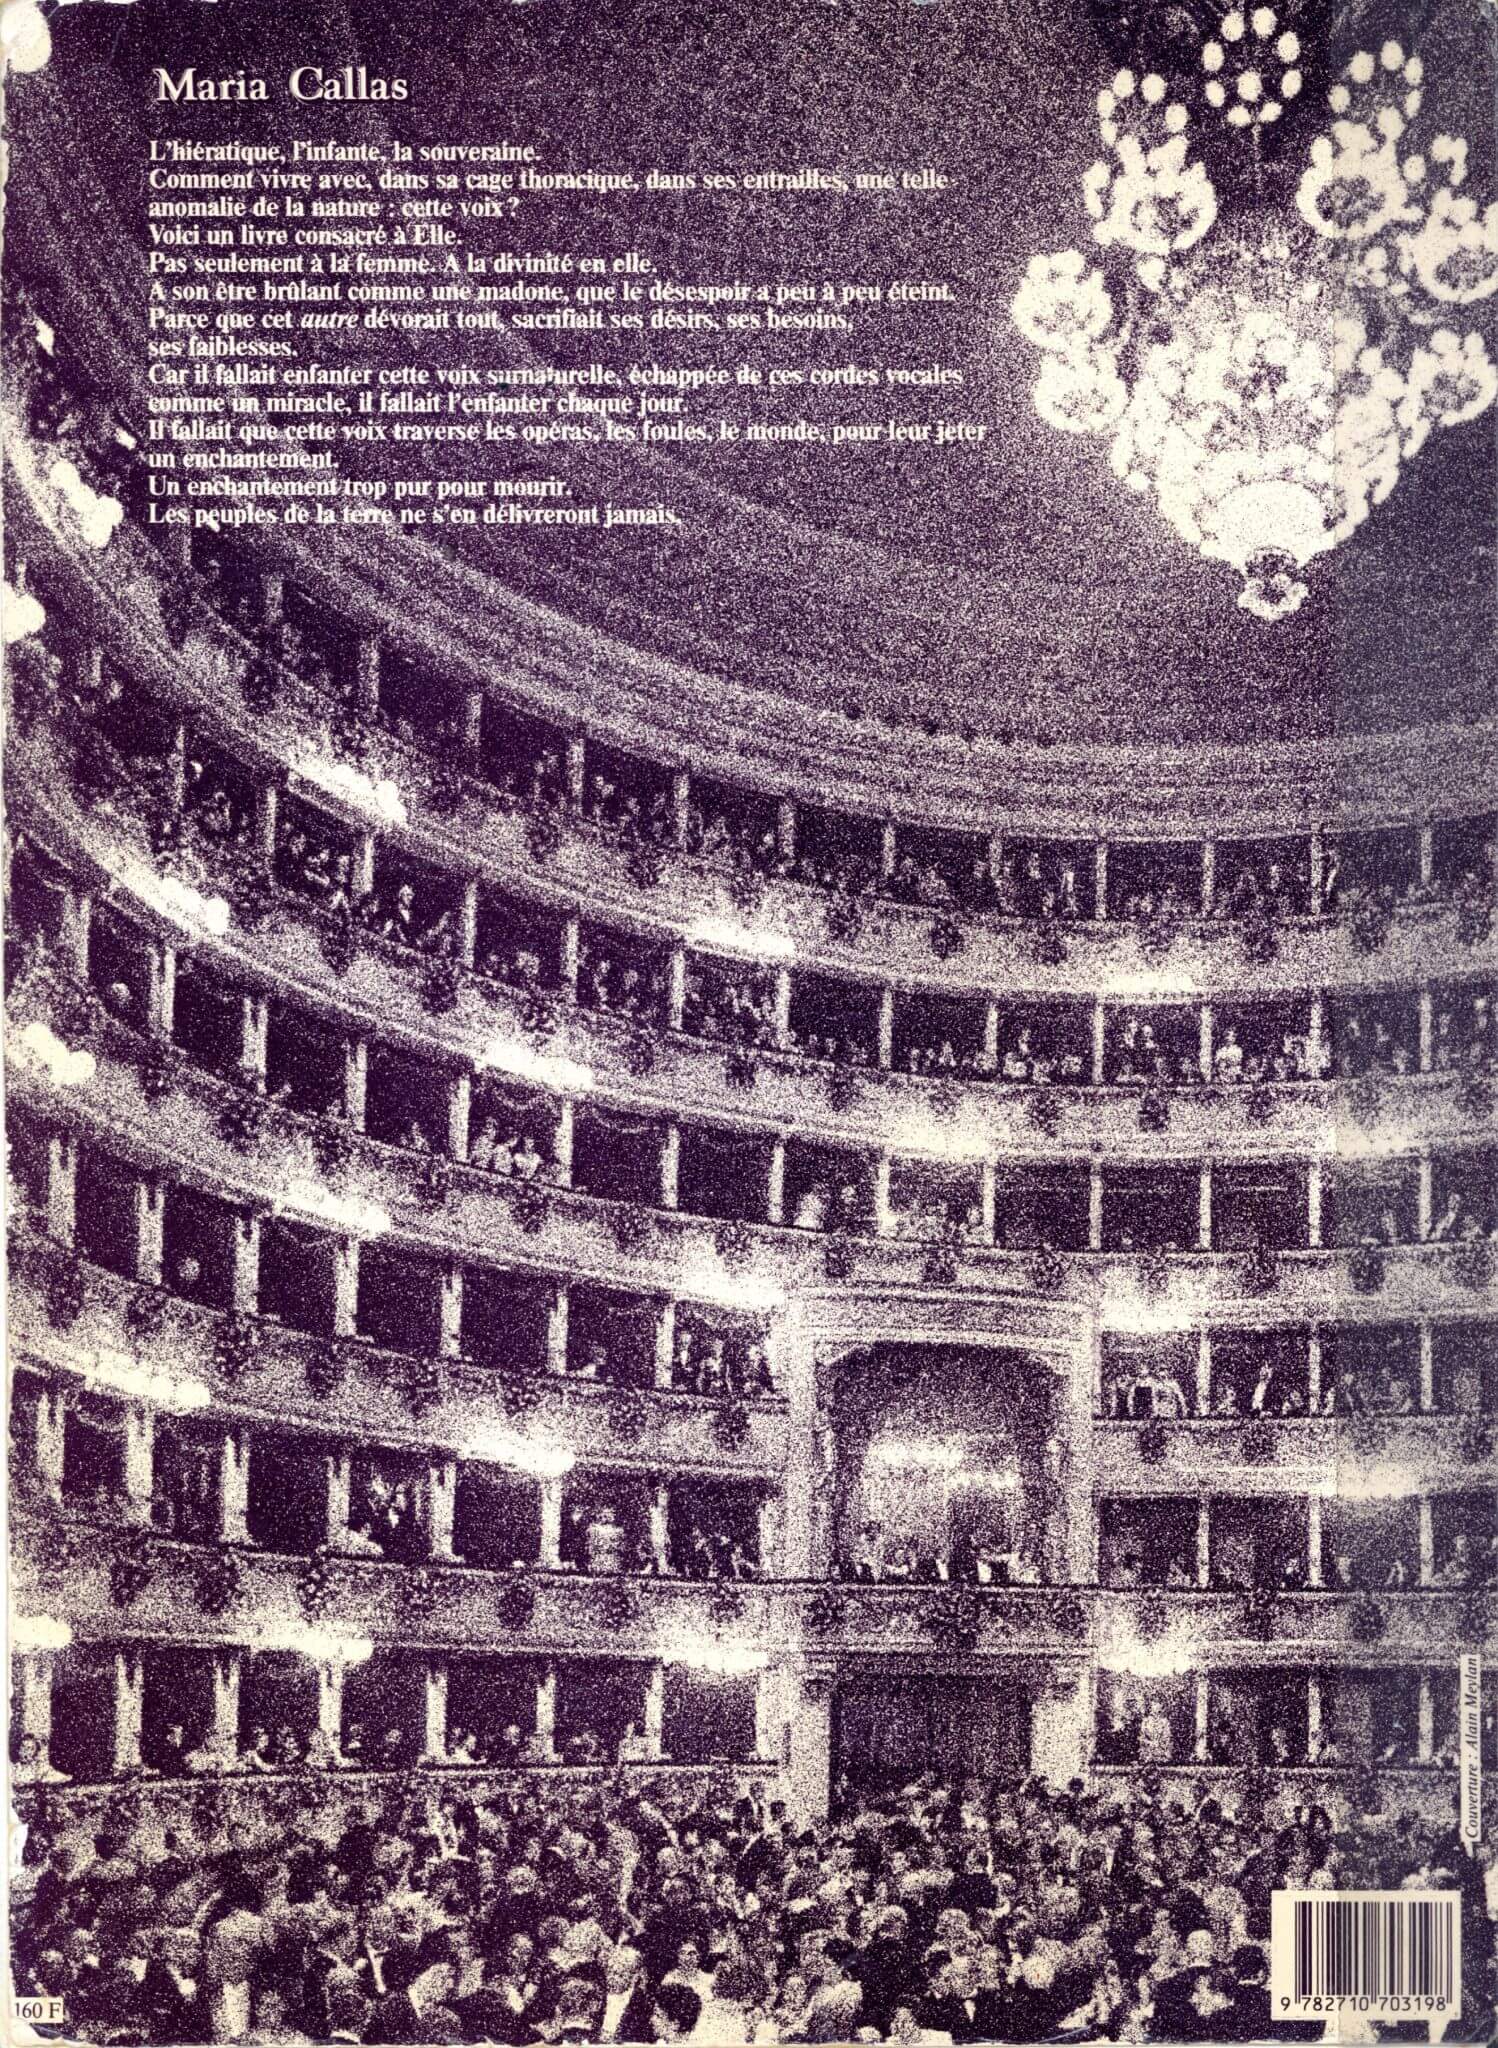 Maria Callas
L'hiératique, l'infante, la souveraine.
Comment vivre avec, dans sa cage thoracique, dans ses entrailles, une telle
anomalie de la nature : cette voix ?
Voici un livre consacré à Elle.
Pas seulement à la femme. A la divinité en elle.
A son être brûlant comme une madone, que le désespoir a peu à peu éteint.
Parce que cet autre dévorait tout, sacrifiait ses désirs, ses besoins,
ses faiblesses.
Car il fallait enfanter cette voix surnaturelle, échappée de ces cordes vocales
comme un miracle, il fallait l'enfanter chaque jour.
Il fallait que cette voix traverse les opéras, les foules, le monde, pour leur jeter
un enchantement.
Un enchantement trop pur pour mourir.
Les peuples de la terre ne s'en délivreront jamais.
Couverture : Alain Meylan
160 F
9 782710 703198